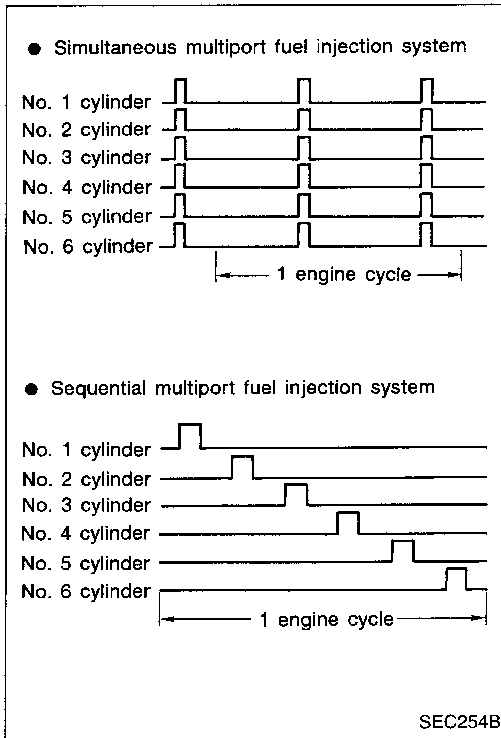 ● Simultaneous multiport fuel injection system
No. 1 cylinder
No. 2 cylinder
No. 3 cylinder
No. 4 cylinder
No. 5 cylinder
No. 6 cylinder
1 engine cycle
● Sequential multiport fuel injection system
No. 1 cylinder
No. 2 cylinder
No. 3 cylinder
No. 4 cylinder
No. 5 cylinder
No. 6 cylinder
1 engine cycle
SEC254B